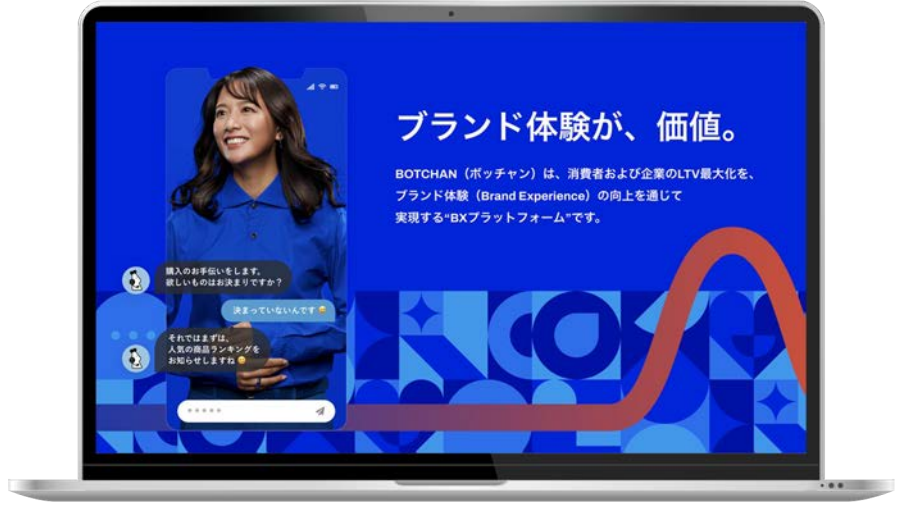 ブランド体験が、価値。
BOTCHAN（ボッチャン）は、消費者および企業のLTV最大化を、
ブランド体験（Brand Experience）の向上を通じて
実現する“BXプラットフォーム”です。
購入のお手伝いをします。
欲しいものはお決まりですか？
決まっていないんです😅
それではまずは、
人気の商品ランキングを
お知らせしますね😊